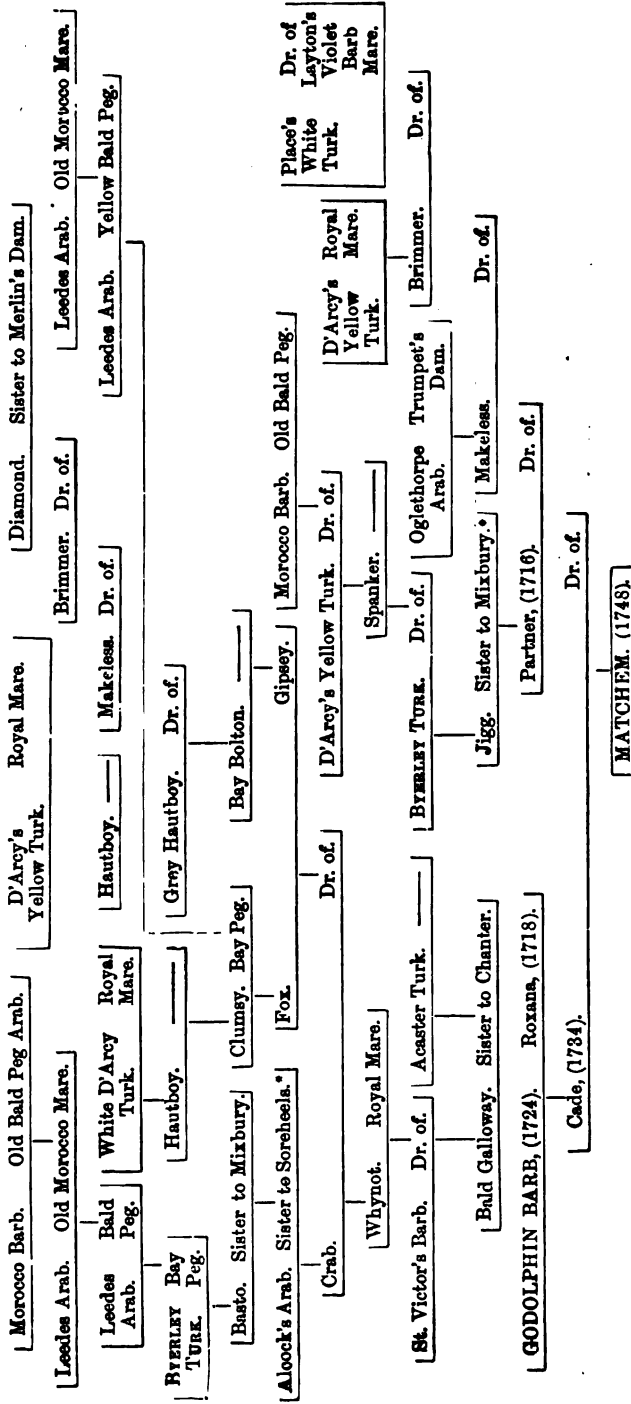 Morocco Barb. Old Bald Peg Arab. D'Arcy's Yellow Turk. Royal Mare. Diamond. Sister to Merlin's Dam.
Leedes Arab. Old Morocco Mare. Brimmer. Dr. of. Leedes Arab. Old Morocco Mare.
Leedes Arab. Bald Peg. White D'Arcy Turk. Royal Mare. Hautboy. Makeless. Dr. of. Leedes Arab. Yellow Bald Peg.
BYERLEY TURK. Bay Peg. Hautboy. Grey Hautboy. Dr. of.
Basto. Sister to Mixbury. Clumsy. Bay Peg. Bay Bolton.
Alcock's Arab. Sister to Soreheels.* Fox. Gipsey.
Crab. Dr. of. Morocco Barb. Old Bald Peg. Place's White Turk. Dr. of Layton's Violet Barb Mare.
Whynot. Royal Mare. D'Arcy's Yellow Turk. Dr. of. D'Arcy's Yellow Turk. Royal Mare.
Spanker. Brimmer. Dr. of.
St. Victor's Barb. Dr. of. Acaster Turk. BYERLEY TURK. Dr. of. Oglethorpe Arab. Trumpet's Dam.
Bald Galloway. Sister to Chanter. Jigg. Sister to Mixbury.* Makeless. Dr. of.
GODOLPHIN BARB, (1724). Roxana, (1718). Partner, (1716). Dr. of.
Cade, (1734). Dr. of.
MATCHEM. (1748).